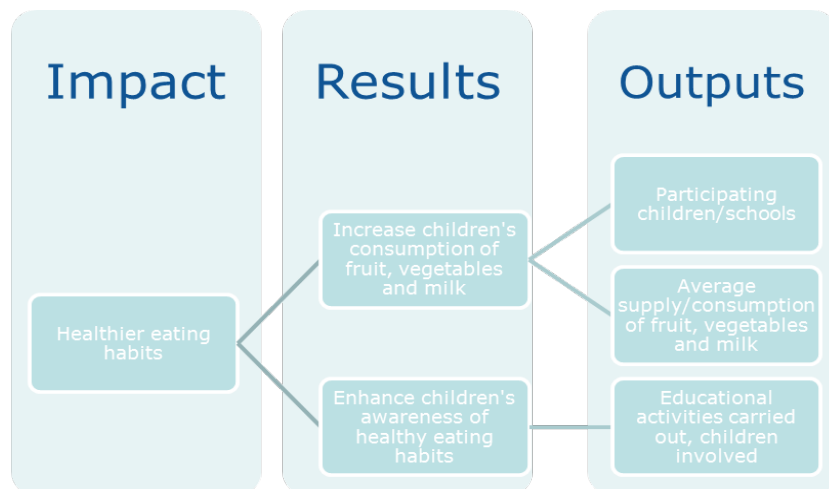 Impact
Results
Outputs
Healthier eating
habits
Increase children's
consumption of
fruit, vegetables
and milk
Enhance children's
awareness of
healthy eating
habits
Participating
children/schools
Average
supply/consumption
of fruit, vegetables
and milk
Educational
activities carried
out, children
involved